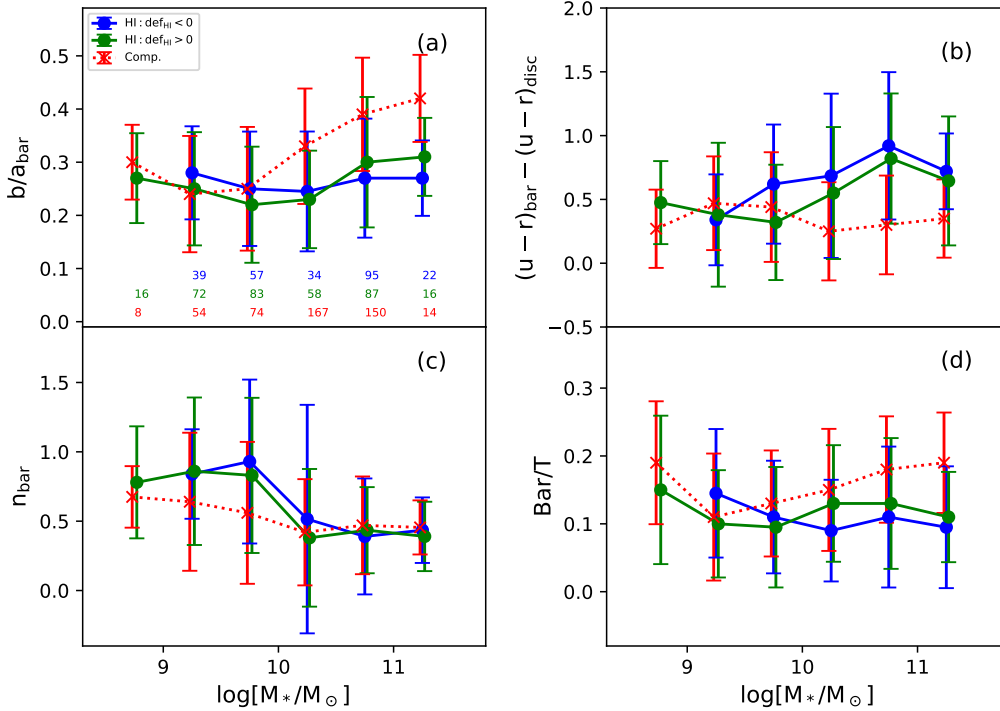 HI : def_HI < 0
HI : def_HI > 0
Comp.
(a)
0.5
0.4
0.3
0.2
0.1
0.0
b/a_bar
39 57 34 95 22
16 72 83 58 87 16
8 54 74 167 150 14
(b)
2.0
1.5
1.0
0.5
0.0
−0.5
(u − r)_bar − (u − r)_disc
(c)
1.5
1.0
0.5
0.0
n_bar
9 10 11
log[M_*/M_⊙]
(d)
0.3
0.2
0.1
0.0
Bar/T
9 10 11
log[M_*/M_⊙]